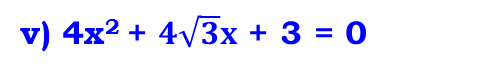 v) 4x² + 4√3x + 3 = 0